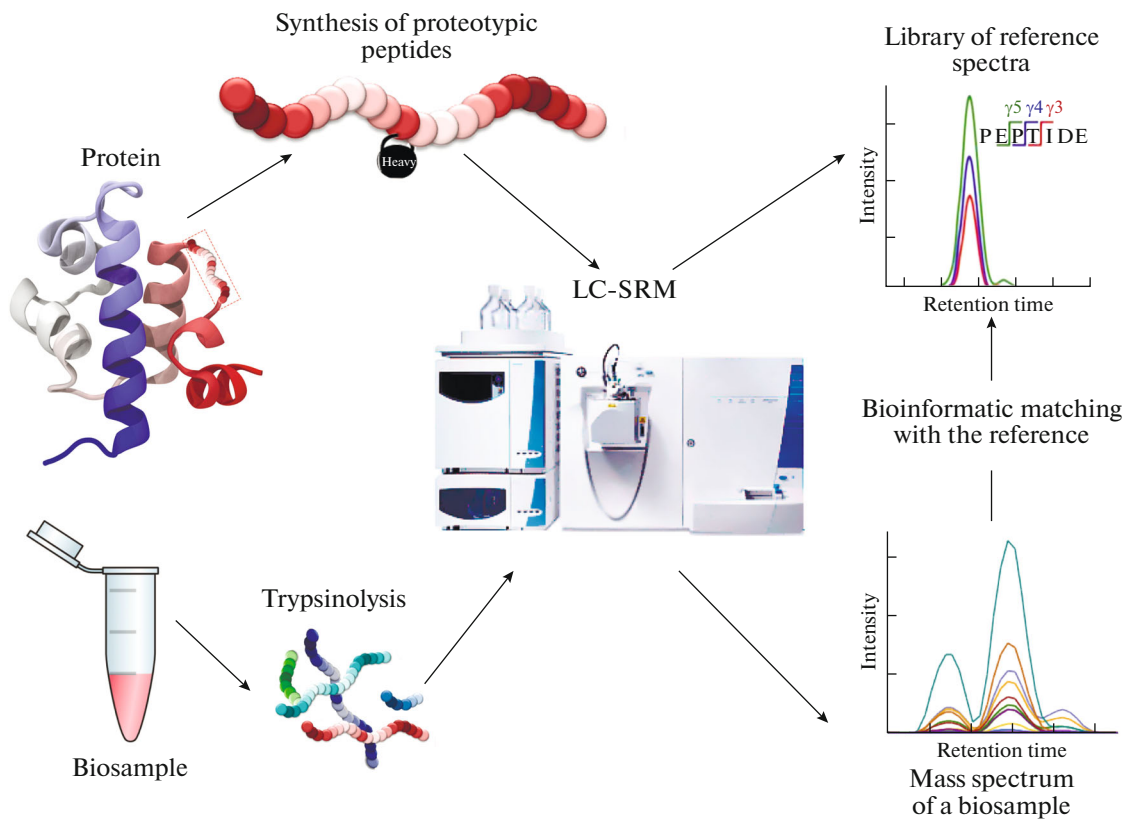 Synthesis of proteotypic
peptides
Heavy
Protein
Library of reference
spectra
γ5 γ4 γ3
PEPTIDE
Intensity
Retention time
LC-SRM
Bioinformatic matching
with the reference
Trypsinolysis
Biosample
Intensity
Retention time
Mass spectrum
of a biosample